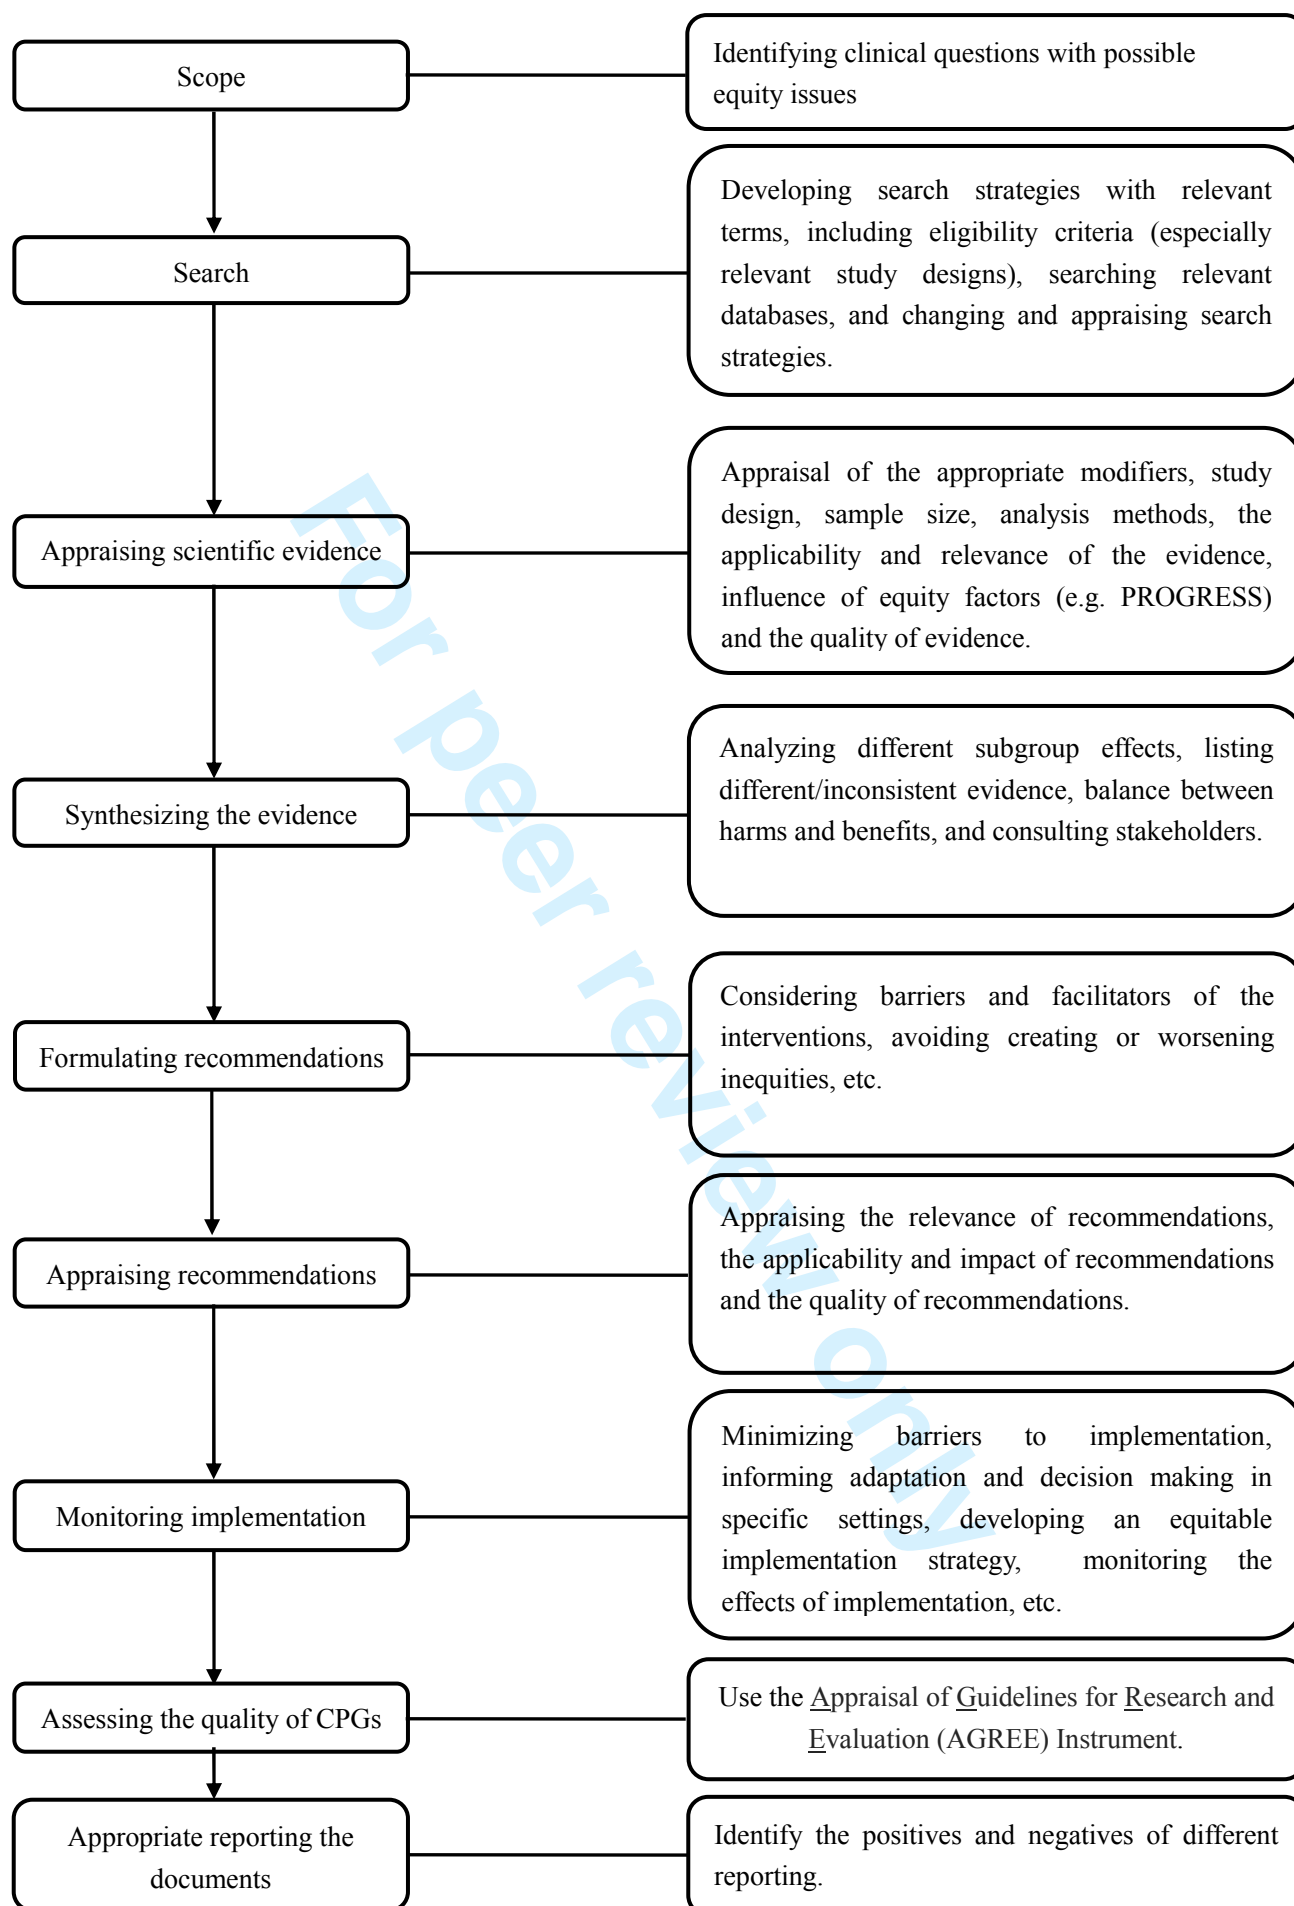 Scope
Identifying clinical questions with possible
equity issues
Search
Developing search strategies with relevant
terms, including eligibility criteria (especially
relevant study designs), searching relevant
databases, and changing and appraising search
strategies.
Appraising scientific evidence
Appraisal of the appropriate modifiers, study
design, sample size, analysis methods, the
applicability and relevance of the evidence,
influence of equity factors (e.g. PROGRESS)
and the quality of evidence.
Synthesizing the evidence
Analyzing different subgroup effects, listing
different/inconsistent evidence, balance between
harms and benefits, and consulting stakeholders.
Formulating recommendations
Considering barriers and facilitators of the
interventions, avoiding creating or worsening
inequities, etc.
Appraising recommendations
Appraising the relevance of recommendations,
the applicability and impact of recommendations
and the quality of recommendations.
Monitoring implementation
Minimizing barriers to implementation,
informing adaptation and decision making in
specific settings, developing an equitable
implementation strategy, monitoring the
effects of implementation, etc.
Assessing the quality of CPGs
Use the Appraisal of Guidelines for Research and
Evaluation (AGREE) Instrument.
Appropriate reporting the
documents
Identify the positives and negatives of different
reporting.
For peer review only